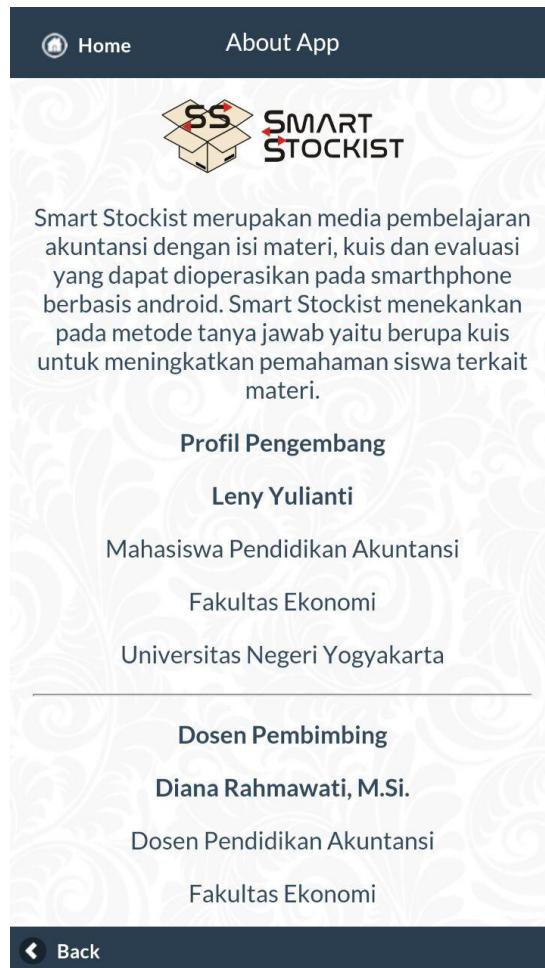 Home
About App
SS
SMART
STOCKIST
Smart Stockist merupakan media pembelajaran
akuntansi dengan isi materi, kuis dan evaluasi
yang dapat dioperasikan pada smarthphone
berbasis android. Smart Stockist menekankan
pada metode tanya jawab yaitu berupa kuis
untuk meningkatkan pemahaman siswa terkait
materi.
Profil Pengembang
Leny Yulianti
Mahasiswa Pendidikan Akuntansi
Fakultas Ekonomi
Universitas Negeri Yogyakarta
Dosen Pembimbing
Diana Rahmawati, M.Si.
Dosen Pendidikan Akuntansi
Fakultas Ekonomi
Back